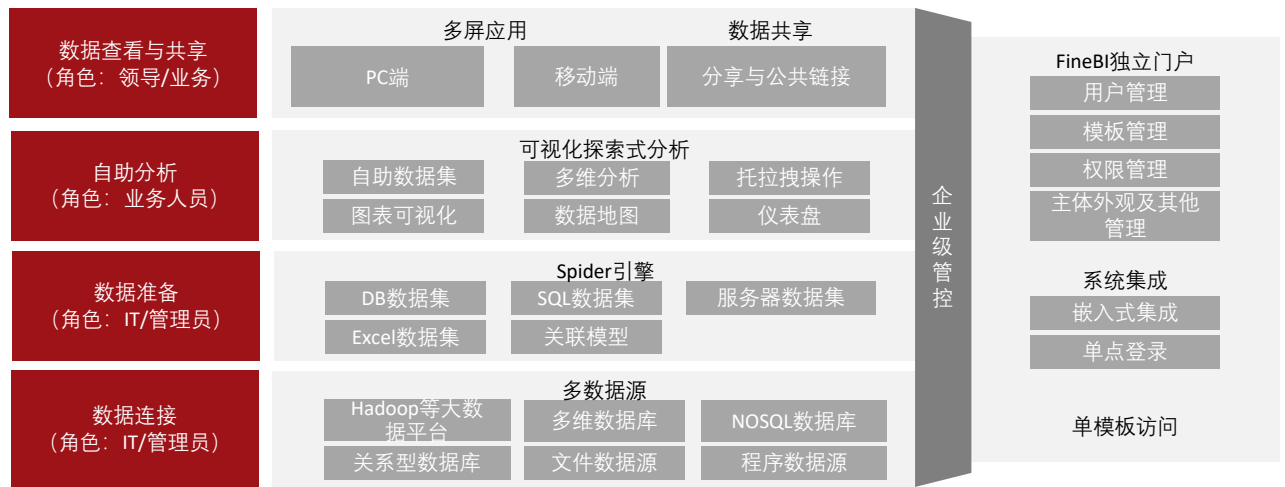 数据查看与共享
（角色：领导/业务）
多屏应用
数据共享
PC端
移动端
分享与公共链接
自助分析
（角色：业务人员）
可视化探索式分析
自助数据集
多维分析
托拉拽操作
图表可视化
数据地图
仪表盘
数据准备
（角色：IT/管理员）
Spider引擎
DB数据集
SQL数据集
服务器数据集
Excel数据集
关联模型
数据连接
（角色：IT/管理员）
多数据源
Hadoop等大数
据平台
多维数据库
NOSQL数据库
关系型数据库
文件数据源
程序数据源
企
业
级
管
控
FineBI独立门户
用户管理
模板管理
权限管理
主体外观及其他
管理
系统集成
嵌入式集成
单点登录
单模板访问